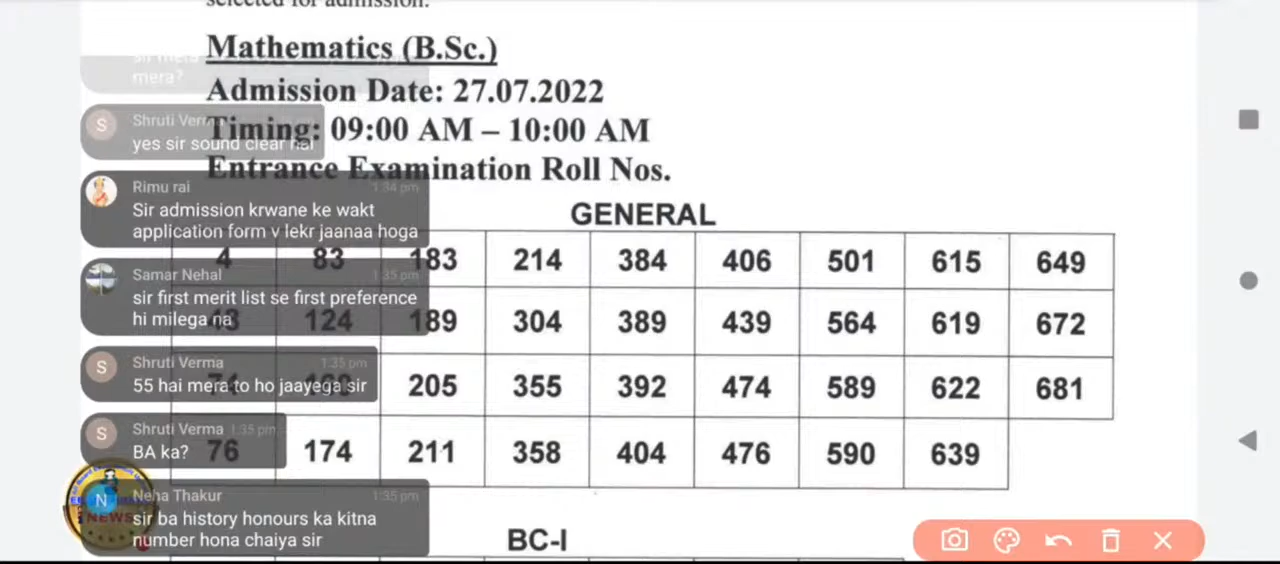 selected for admission.
Mathematics (B.Sc.)
mera?
Admission Date: 27.07.2022
Shruti Verma
Timing: 09:00 AM – 10:00 AM
yes sir sound clear hai
Entrance Examination Roll Nos.
Rimu rai 1:34 pm
Sir admission krwane ke wakt
application form v lekr jaanaa hoga
GENERAL
4 83 183 214 384 406 501 615 649
Samar Nehal 1:35 pm
sir first merit list se first preference
hi milega na
124 189 304 389 439 564 619 672
Shruti Verma 1:35 pm
55 hai mera to ho jaayega sir
205 355 392 474 589 622 681
Shruti Verma 1:35 pm
BA ka?
76 174 211 358 404 476 590 639
N
Neha Thakur 1:35 pm
sir ba history honours ka kitna
number hona chaiya sir
NEWS
BC-I